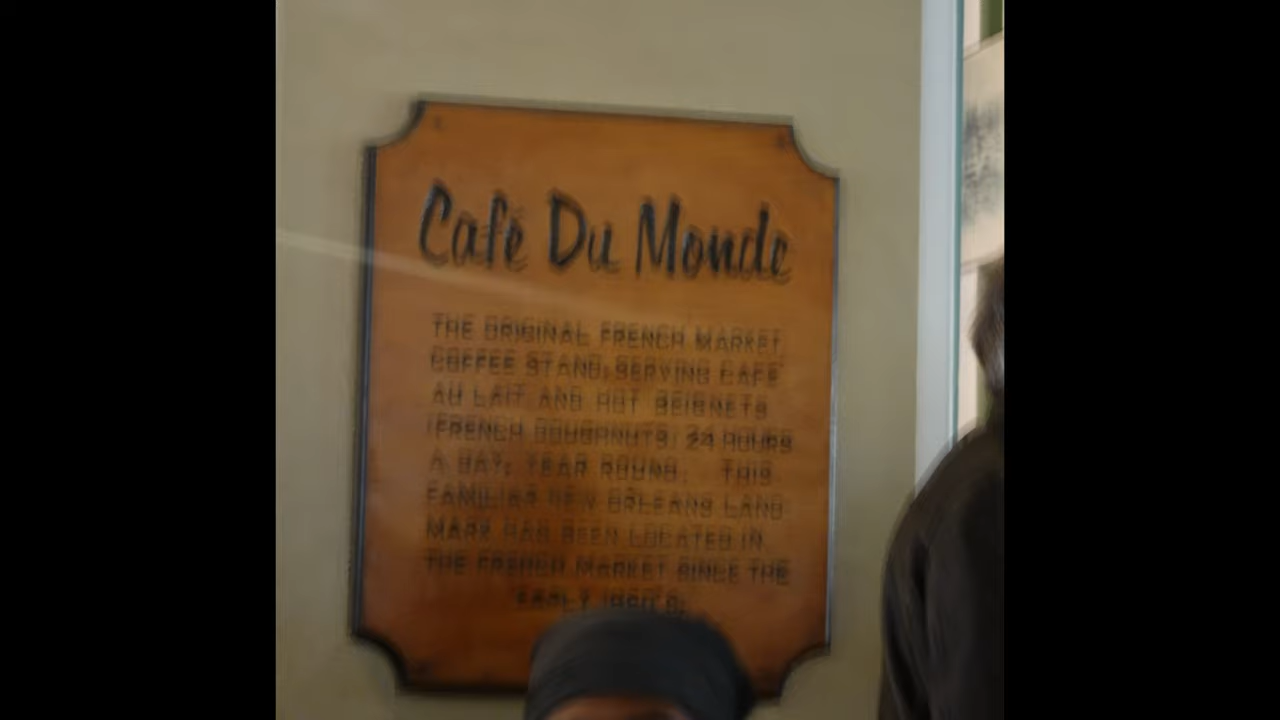 Café Du Monde
THE ORIGINAL FRENCH MARKET
COFFEE STAND, SERVING CAFE
AU LAIT AND HOT BEIGNETS
(FRENCH DOUGHNUTS) 24 HOURS
A DAY, YEAR ROUND. THIS
FAMILIAR NEW ORLEANS LAND
MARK HAS BEEN LOCATED IN
THE FRENCH MARKET SINCE THE
EARLY